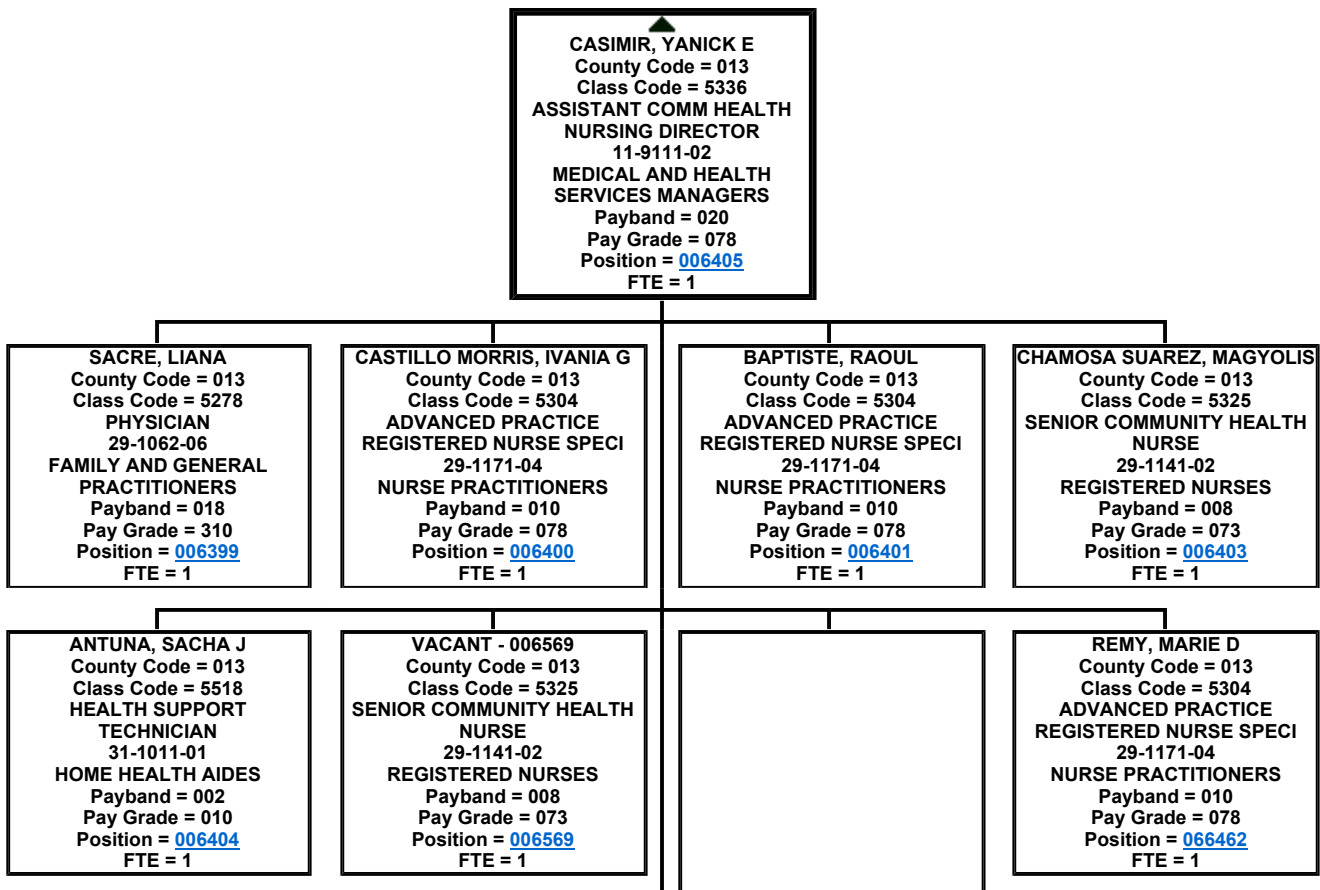 CASIMIR, YANICK E
County Code = 013
Class Code = 5336
ASSISTANT COMM HEALTH
NURSING DIRECTOR
11-9111-02
MEDICAL AND HEALTH
SERVICES MANAGERS
Payband = 020
Pay Grade = 078
Position = 006405
FTE = 1
SACRE, LIANA
County Code = 013
Class Code = 5278
PHYSICIAN
29-1062-06
FAMILY AND GENERAL
PRACTITIONERS
Payband = 018
Pay Grade = 310
Position = 006399
FTE = 1
CASTILLO MORRIS, IVANIA G
County Code = 013
Class Code = 5304
ADVANCED PRACTICE
REGISTERED NURSE SPECI
29-1171-04
NURSE PRACTITIONERS
Payband = 010
Pay Grade = 078
Position = 006400
FTE = 1
BAPTISTE, RAOUL
County Code = 013
Class Code = 5304
ADVANCED PRACTICE
REGISTERED NURSE SPECI
29-1171-04
NURSE PRACTITIONERS
Payband = 010
Pay Grade = 078
Position = 006401
FTE = 1
CHAMOSA SUAREZ, MAGYOLIS
County Code = 013
Class Code = 5325
SENIOR COMMUNITY HEALTH
NURSE
29-1141-02
REGISTERED NURSES
Payband = 008
Pay Grade = 073
Position = 006403
FTE = 1
ANTUNA, SACHA J
County Code = 013
Class Code = 5518
HEALTH SUPPORT
TECHNICIAN
31-1011-01
HOME HEALTH AIDES
Payband = 002
Pay Grade = 010
Position = 006404
FTE = 1
VACANT - 006569
County Code = 013
Class Code = 5325
SENIOR COMMUNITY HEALTH
NURSE
29-1141-02
REGISTERED NURSES
Payband = 008
Pay Grade = 073
Position = 006569
FTE = 1
REMY, MARIE D
County Code = 013
Class Code = 5304
ADVANCED PRACTICE
REGISTERED NURSE SPECI
29-1171-04
NURSE PRACTITIONERS
Payband = 010
Pay Grade = 078
Position = 066462
FTE = 1